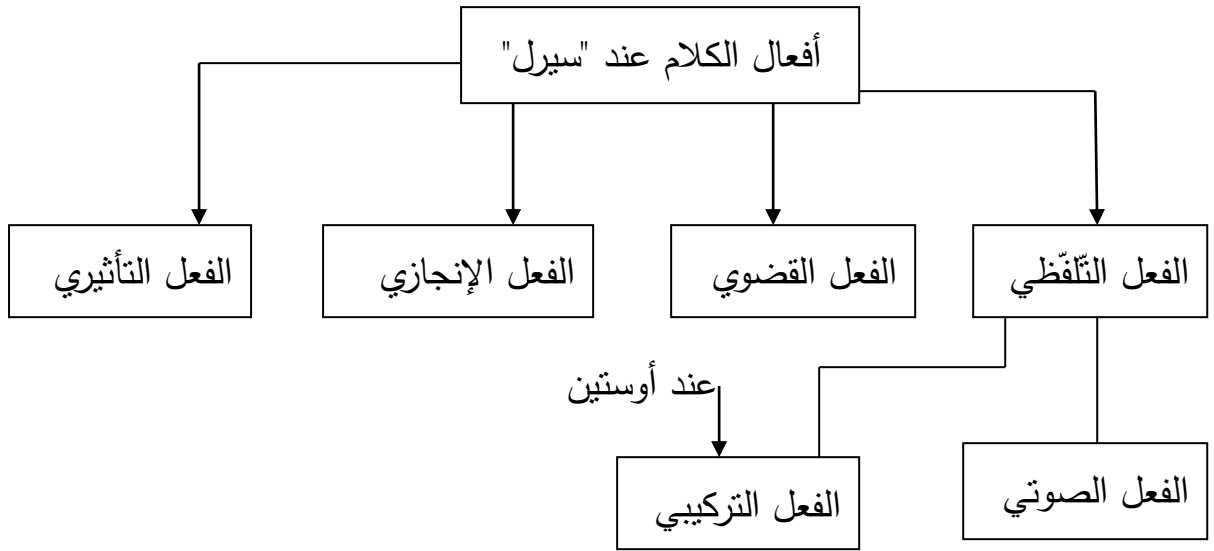 أفعال الكلام عند "سيرل"
الفعل التّلفّظي
الفعل القضوي
الفعل الإنجازي
الفعل التأثيري
عند أوستين
الفعل الصوتي
الفعل التركيبي